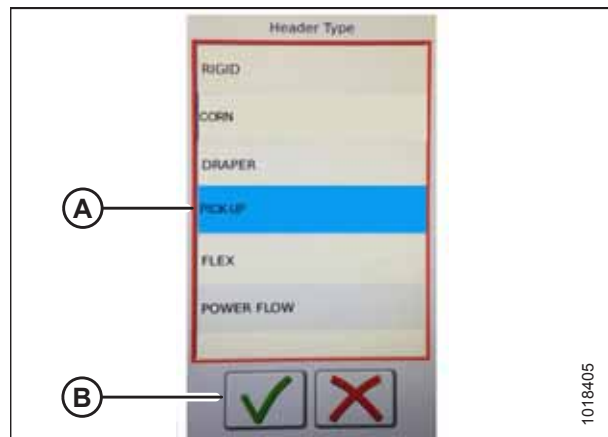 Header Type
RIGID
CORN
DRAPER
A
PICK-UP
FLEX
POWER FLOW
B
1018405